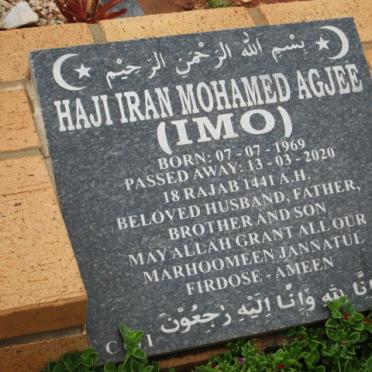 بِسْمِ اللهِ الرَّحْمٰنِ الرَّحِيْمِ
HAJI IRAN MOHAMED AGJEE
(IMO)
BORN: 07-07-1969
PASSED AWAY: 13-03-2020
18 RAJAB 1441 A.H.
BELOVED HUSBAND, FATHER,
BROTHER AND SON
MAY ALLAH GRANT ALL OUR
MARHOOMEEN JANNATUL
FIRDOSE - AMEEN
اِنَّا لِلّٰهِ وَاِنَّا اِلَيْهِ رٰجِعُوْنَ